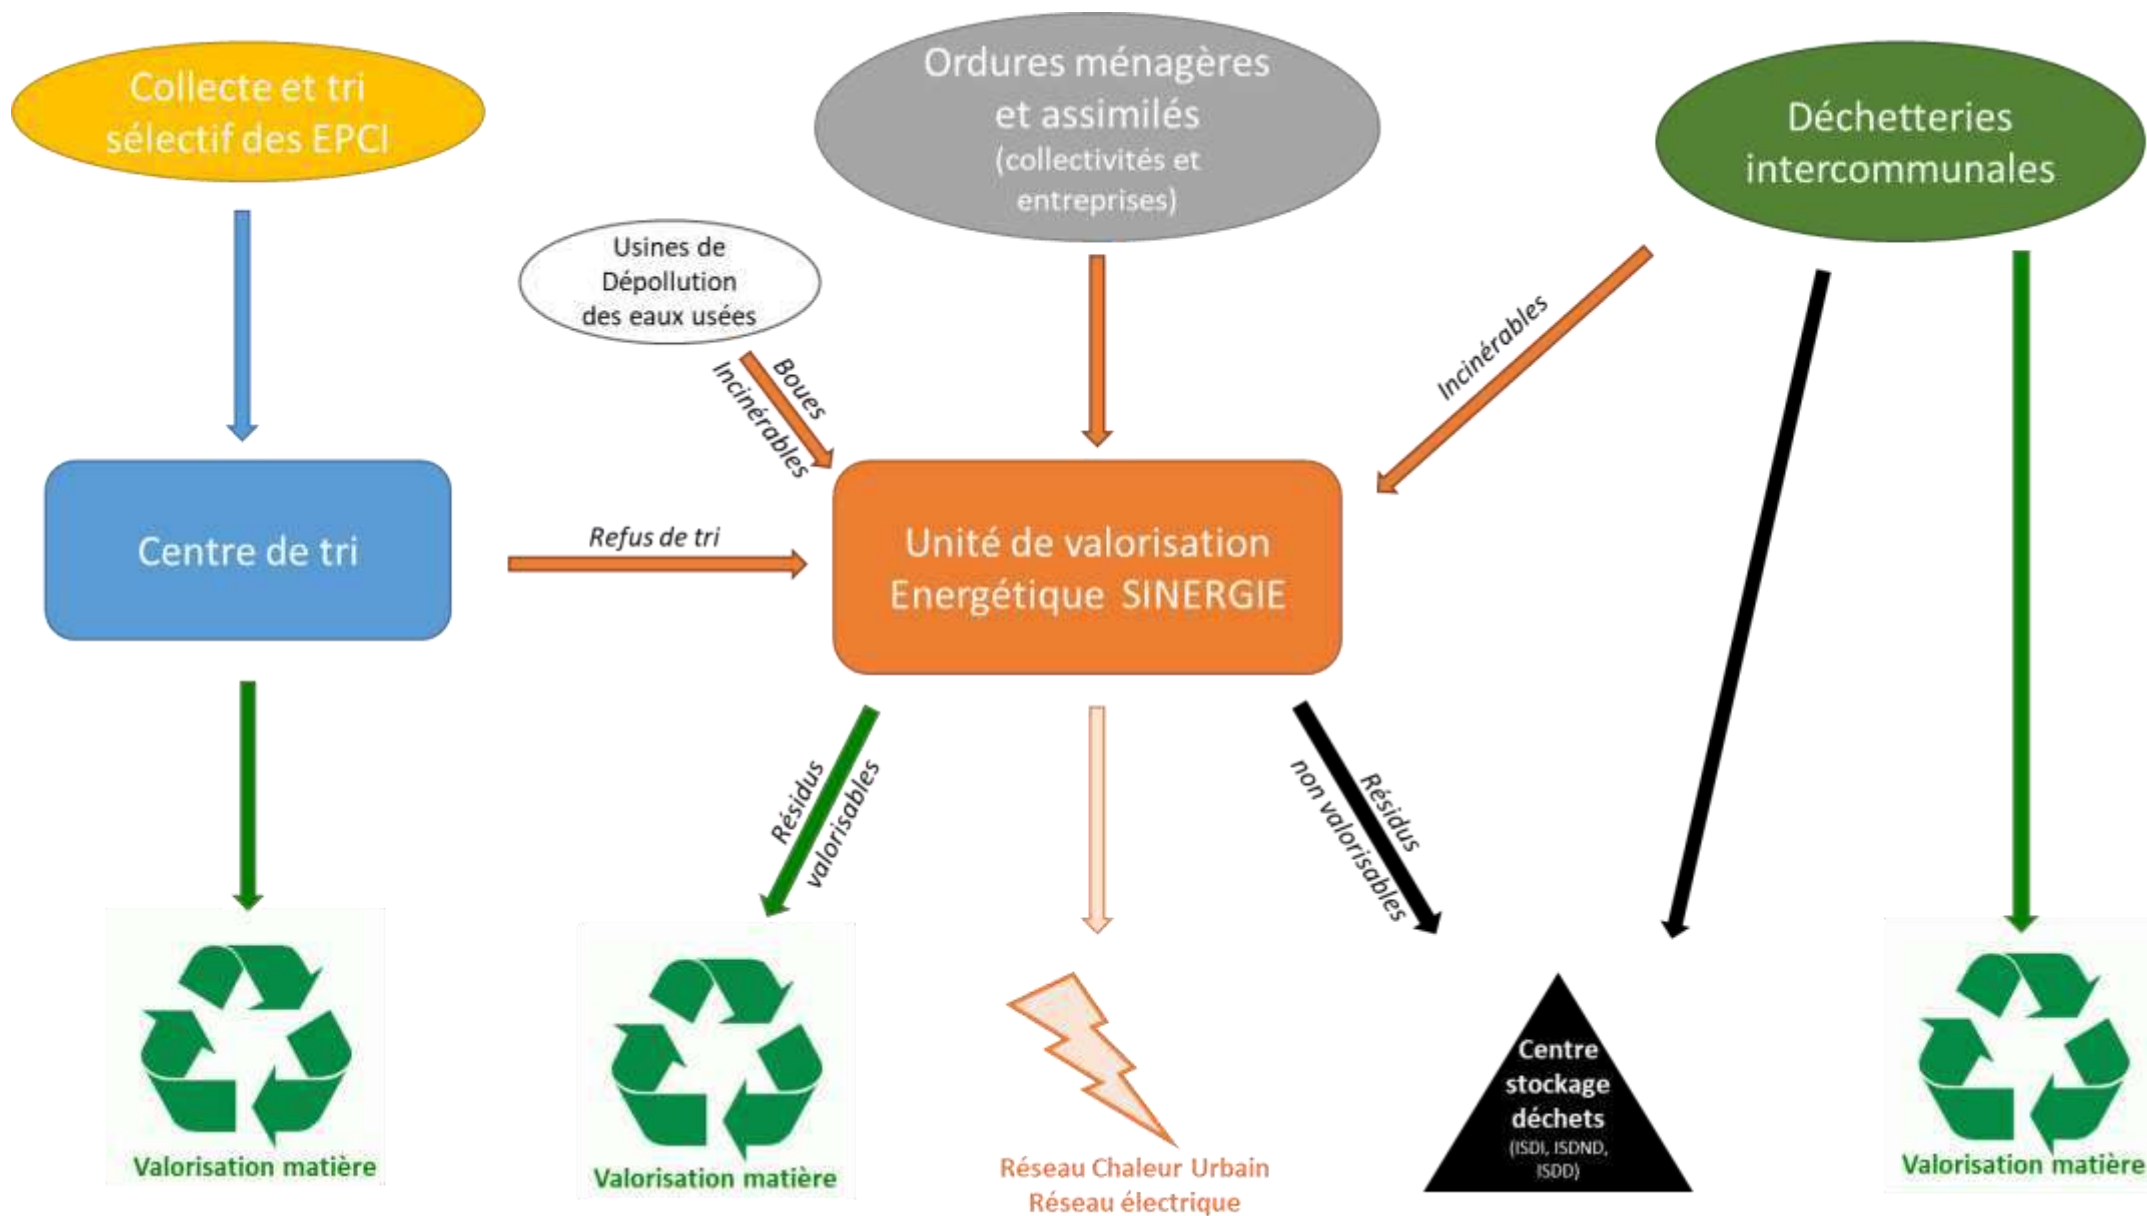 Collecte et tri
sélectif des EPCI
Ordures ménagères
et assimilés
(collectivités et
entreprises)
Déchetteries
intercommunales
Usines de
Dépollution
des eaux usées
Boues
Incinérables
Incinérables
Centre de tri
Refus de tri
Unité de valorisation
Energétique SINERGIE
Résidus
valorisables
Résidus
non valorisables
Valorisation matière
Valorisation matière
Réseau Chaleur Urbain
Réseau électrique
Centre
stockage
déchets
(ISDI, ISDND,
ISDD)
Valorisation matière